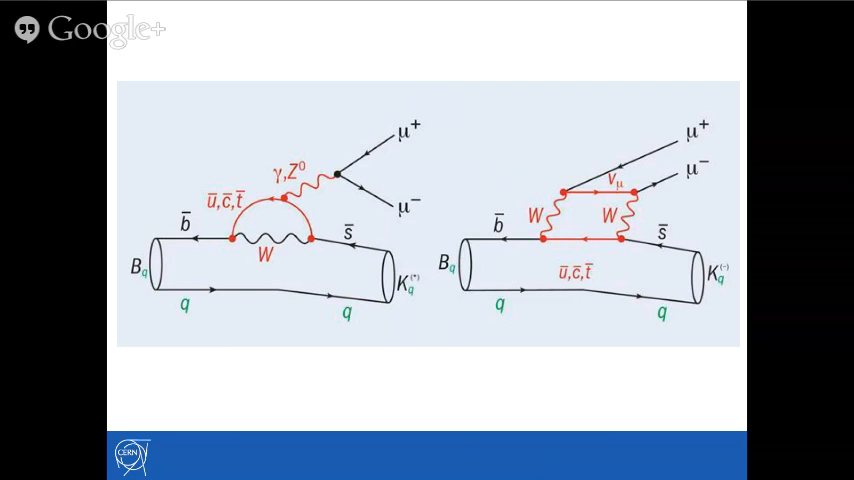 Google+
μ⁺
γ,Z⁰
ū,c̄,t̄
μ⁻
b̄
s̄
W
B_q
K_q^(*)
q
q
μ⁺
ν_μ
μ⁻
W
W
b̄
s̄
B_q
ū,c̄,t̄
K_q^(-)
q
q
CERN